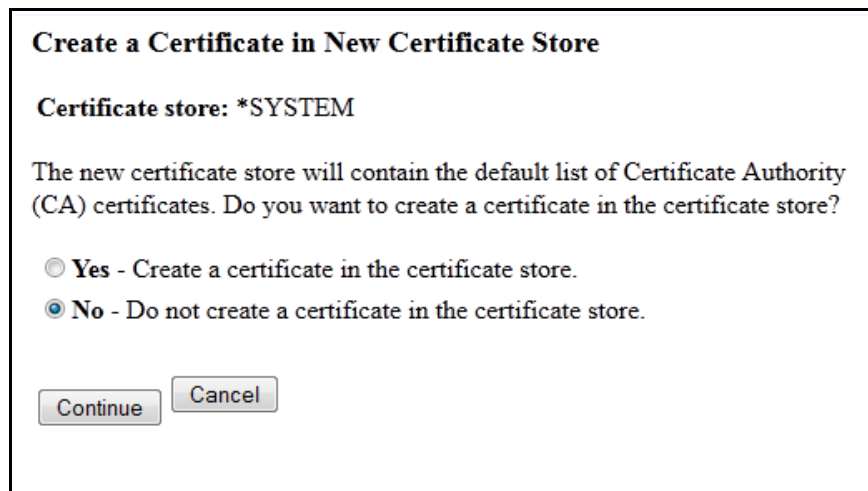 Create a Certificate in New Certificate Store
Certificate store: *SYSTEM
The new certificate store will contain the default list of Certificate Authority
(CA) certificates. Do you want to create a certificate in the certificate store?
Yes - Create a certificate in the certificate store.
No - Do not create a certificate in the certificate store.
Continue Cancel